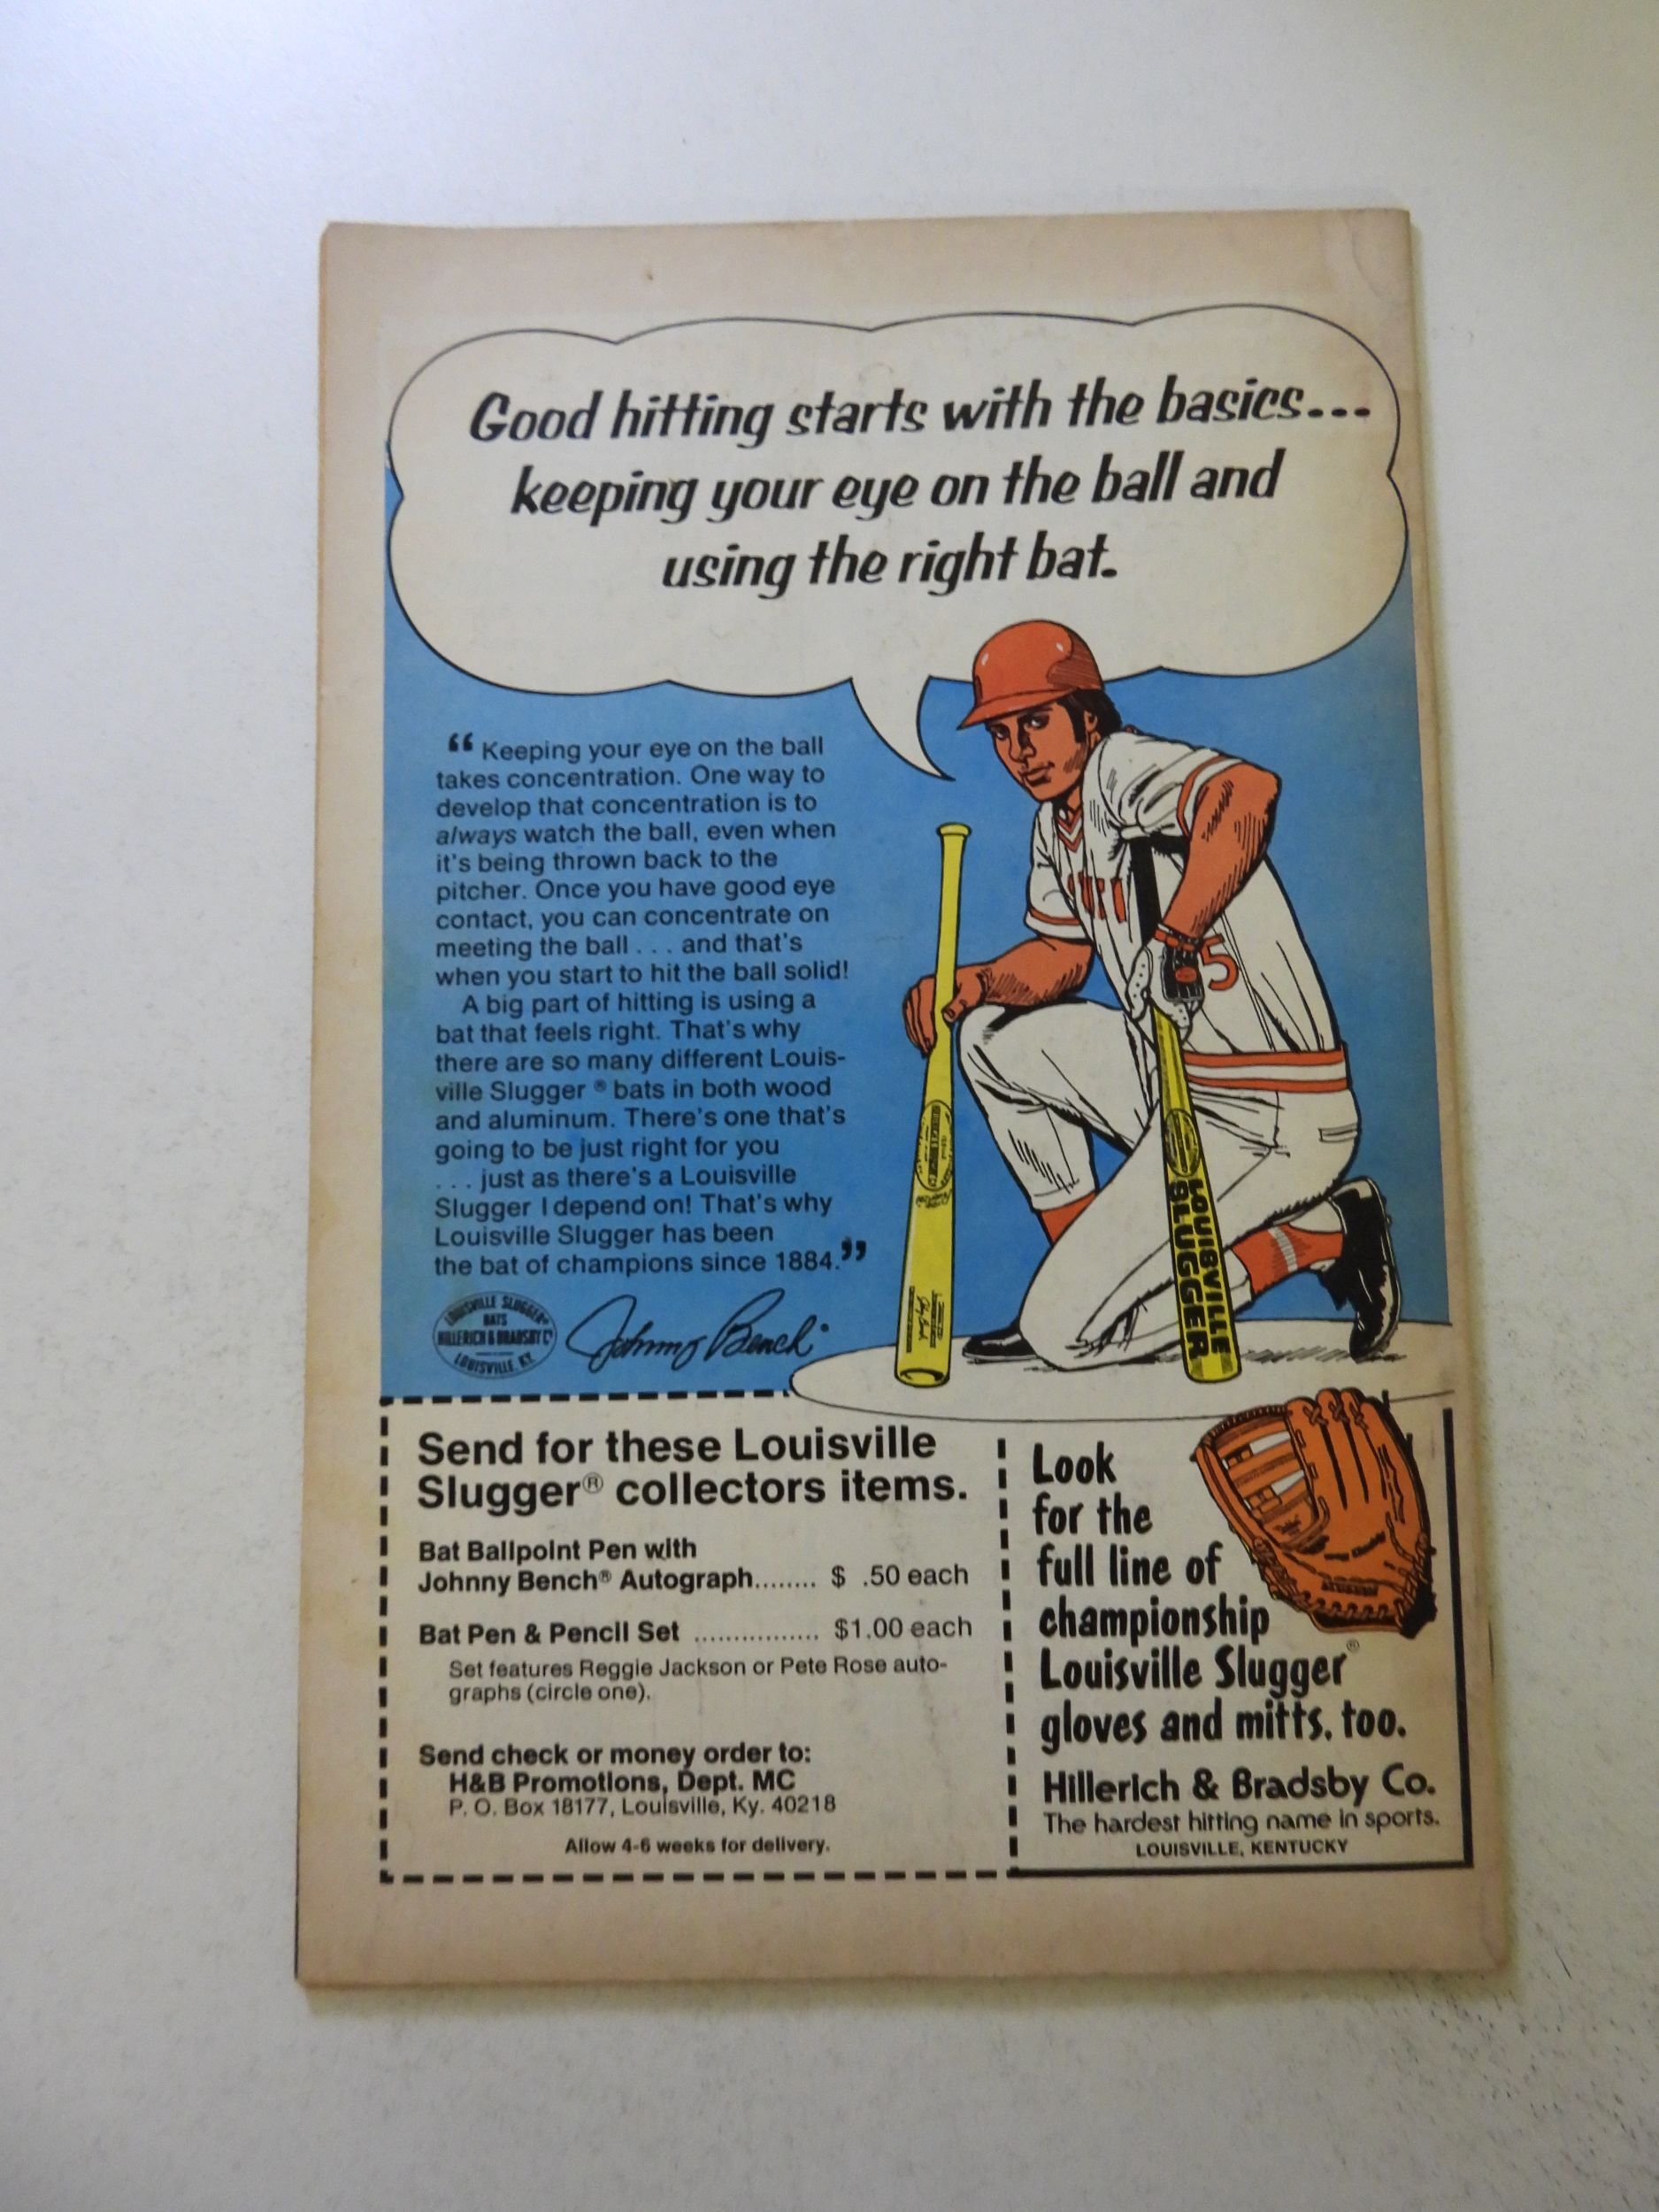 Good hitting starts with the basics...
keeping your eye on the ball and
using the right bat.
“ Keeping your eye on the ball
takes concentration. One way to
develop that concentration is to
always watch the ball, even when
it's being thrown back to the
pitcher. Once you have good eye
contact, you can concentrate on
meeting the ball . . . and that's
when you start to hit the ball solid!
A big part of hitting is using a
bat that feels right. That's why
there are so many different Louis-
ville Slugger ® bats in both wood
and aluminum. There's one that's
going to be just right for you
. . . just as there's a Louisville
Slugger I depend on! That's why
Louisville Slugger has been
the bat of champions since 1884.”
LOUISVILLE SLUGGER
BATS
HILLERICH & BRADSBY Co
LOUISVILLE, KY.
Johnny Bench
5
LOUISVILLE
SLUGGER
Send for these Louisville
Slugger® collectors items.
Bat Ballpoint Pen with
Johnny Bench® Autograph........ $ .50 each
Bat Pen & Pencil Set ................ $1.00 each
Set features Reggie Jackson or Pete Rose auto-
graphs (circle one).
Send check or money order to:
H&B Promotions, Dept. MC
P. O. Box 18177, Louisville, Ky. 40218
Allow 4-6 weeks for delivery.
Look
for the
full line of
championship
Louisville Slugger®
gloves and mitts, too.
Hillerich & Bradsby Co.
The hardest hitting name in sports.
LOUISVILLE, KENTUCKY